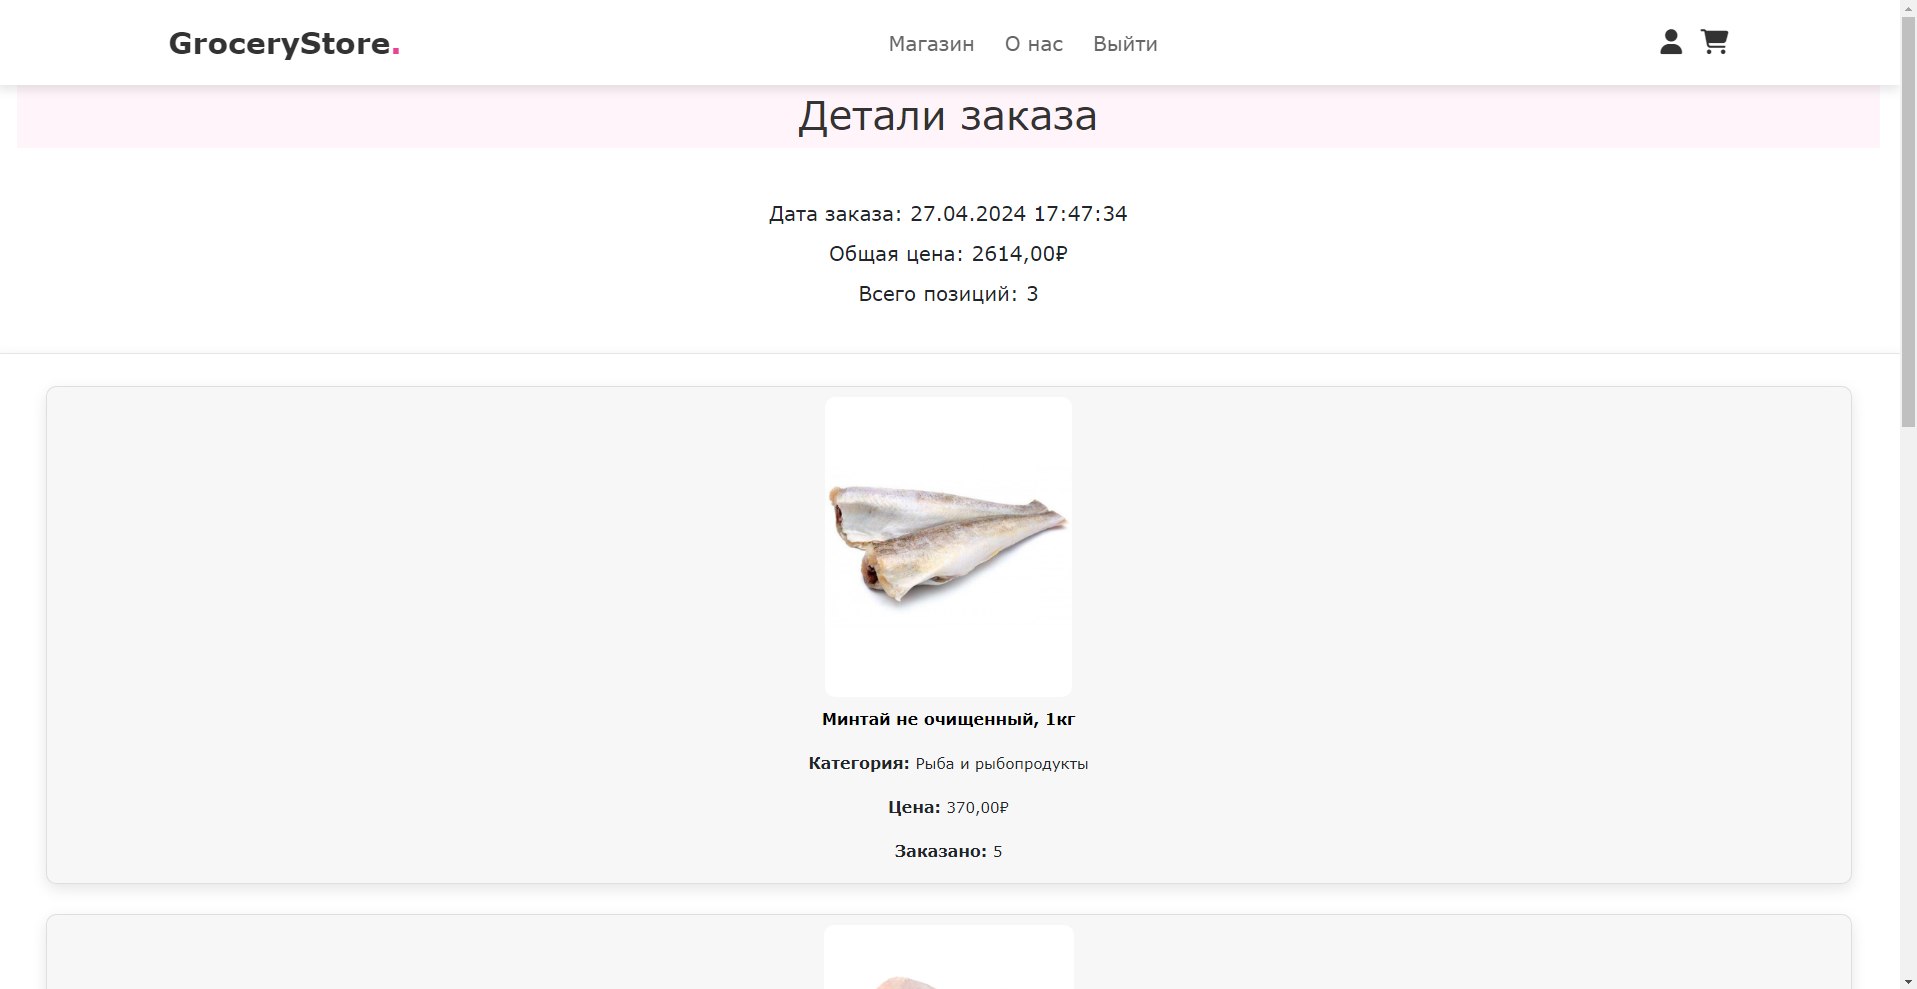 GroceryStore.
Магазин О нас Выйти
Детали заказа
Дата заказа: 27.04.2024 17:47:34
Общая цена: 2614,00₽
Всего позиций: 3
Минтай не очищенный, 1кг
Категория: Рыба и рыбопродукты
Цена: 370,00₽
Заказано: 5